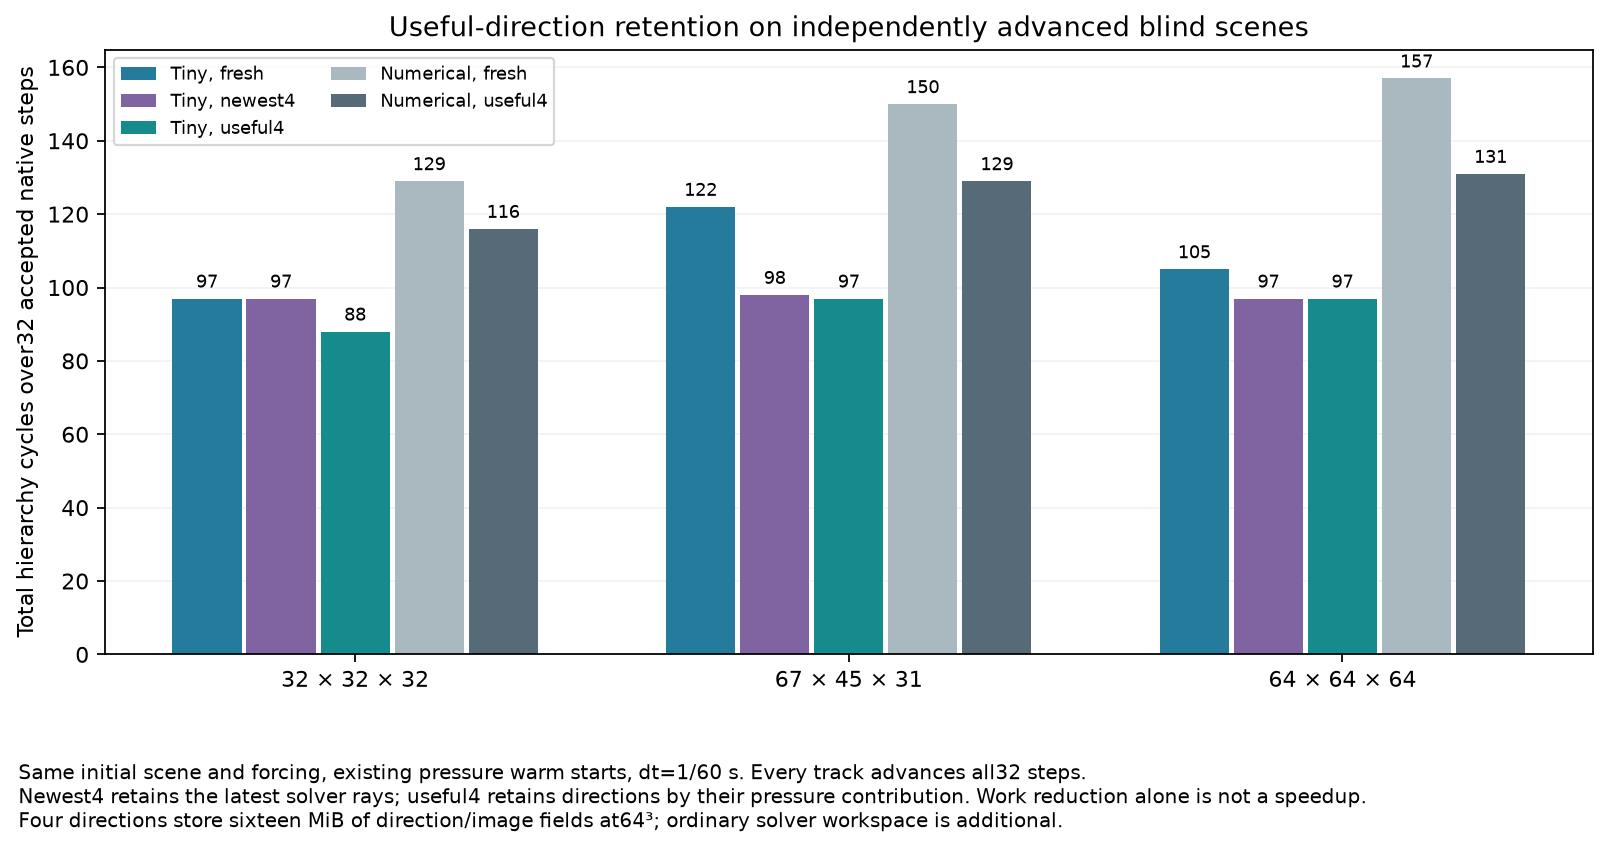 Useful-direction retention on independently advanced blind scenes
Total hierarchy cycles over32 accepted native steps
160
140
120
100
80
60
40
20
0
Tiny, fresh
Tiny, newest4
Tiny, useful4
Numerical, fresh
Numerical, useful4
97
97
88
129
116
122
98
97
150
129
105
97
97
157
131
32 × 32 × 32
67 × 45 × 31
64 × 64 × 64
Same initial scene and forcing, existing pressure warm starts, dt=1/60 s. Every track advances all32 steps.
Newest4 retains the latest solver rays; useful4 retains directions by their pressure contribution. Work reduction alone is not a speedup.
Four directions store sixteen MiB of direction/image fields at64³; ordinary solver workspace is additional.